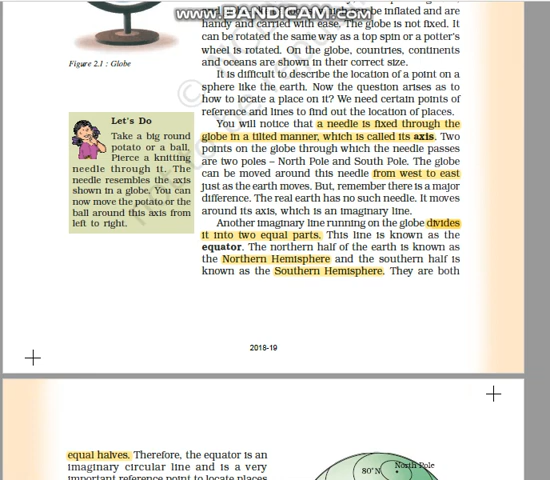 www.BANDICAM.com
handy and carried with ease. The globe is not fixed. It
can be rotated the same way as a top spin or a potter's
wheel is rotated. On the globe, countries, continents
and oceans are shown in their correct size.
It is difficult to describe the location of a point on a
sphere like the earth. Now the question arises as to
how to locate a place on it? We need certain points of
reference and lines to find out the location of places.
You will notice that a needle is fixed through the
globe in a tilted manner, which is called its axis. Two
points on the globe through which the needle passes
are two poles – North Pole and South Pole. The globe
can be moved around this needle from west to east
just as the earth moves. But, remember there is a major
difference. The real earth has no such needle. It moves
around its axis, which is an imaginary line.
Another imaginary line running on the globe divides
it into two equal parts. This line is known as the
equator. The northern half of the earth is known as
the Northern Hemisphere and the southern half is
known as the Southern Hemisphere. They are both
Figure 2.1 : Globe
Let's Do
Take a big round
potato or a ball.
Pierce a knitting
needle through it. The
needle resembles the axis
shown in a globe. You can
now move the potato or the
ball around this axis from
left to right.
2018-19
equal halves. Therefore, the equator is an
imaginary circular line and is a very
important reference point to locate places
80°N
North Pole